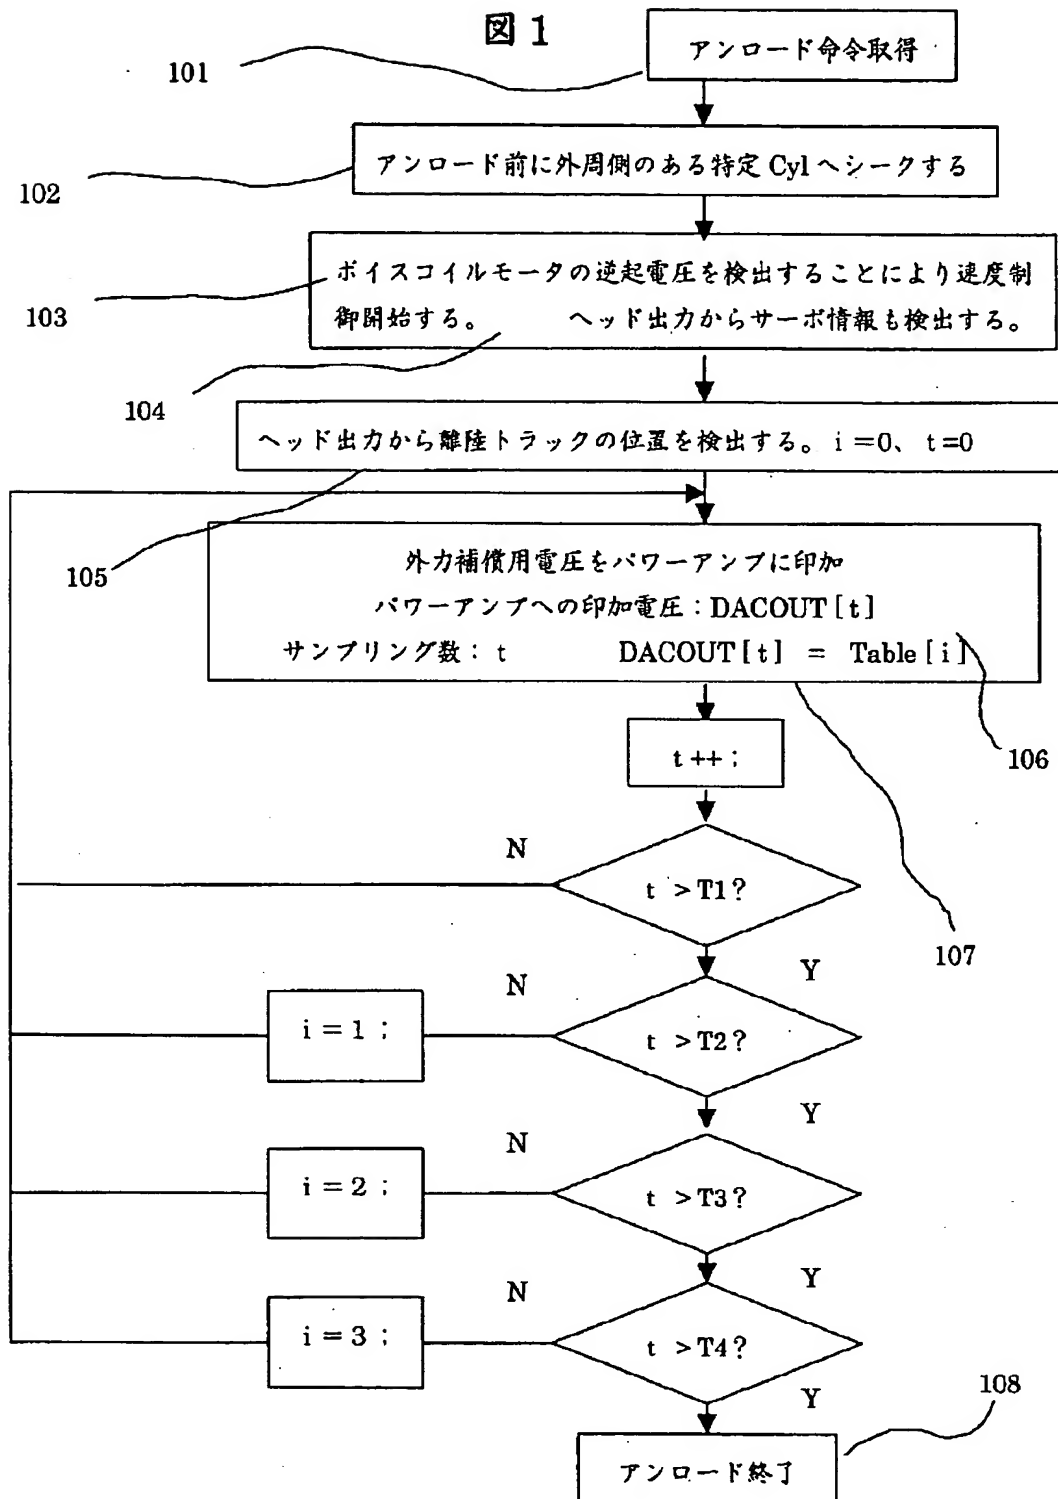 図1
アンロード命令取得
101
アンロード前に外周側のある特定Cylへシークする
102
ボイスコイルモータの逆起電圧を検出することにより速度制
御開始する。 ヘッド出力からサーボ情報も検出する。
103
104
ヘッド出力から離陸トラックの位置を検出する。i=0、t=0
105
外力補償用電圧をパワーアンプに印加
パワーアンプへの印加電圧：DACOUT[t]
サンプリング数：t DACOUT[t] = Table[i]
106
t++;
107
N
t >T1?
Y
N
i=1;
t >T2?
Y
N
i=2;
t >T3?
Y
N
i=3;
t >T4?
Y
108
アンロード終了